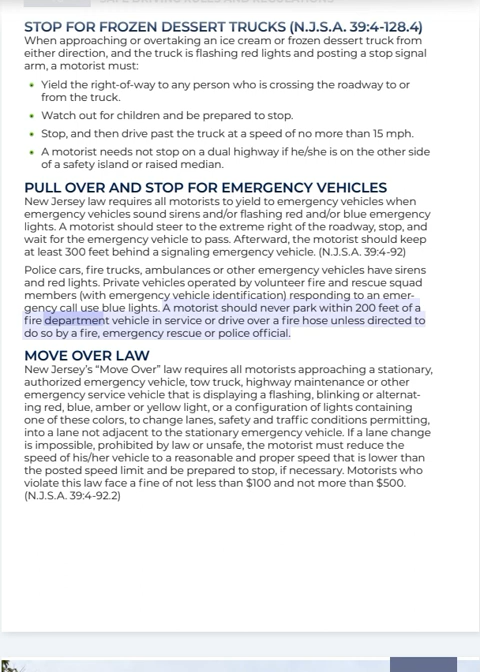 SAFE DRIVING RULES AND REGULATIONS
STOP FOR FROZEN DESSERT TRUCKS (N.J.S.A. 39:4-128.4)
When approaching or overtaking an ice cream or frozen dessert truck from
either direction, and the truck is flashing red lights and posting a stop signal
arm, a motorist must:
• Yield the right-of-way to any person who is crossing the roadway to or
from the truck.
• Watch out for children and be prepared to stop.
• Stop, and then drive past the truck at a speed of no more than 15 mph.
• A motorist needs not stop on a dual highway if he/she is on the other side
of a safety island or raised median.
PULL OVER AND STOP FOR EMERGENCY VEHICLES
New Jersey law requires all motorists to yield to emergency vehicles when
emergency vehicles sound sirens and/or flashing red and/or blue emergency
lights. A motorist should steer to the extreme right of the roadway, stop, and
wait for the emergency vehicle to pass. Afterward, the motorist should keep
at least 300 feet behind a signaling emergency vehicle. (N.J.S.A. 39:4-92)
Police cars, fire trucks, ambulances or other emergency vehicles have sirens
and red lights. Private vehicles operated by volunteer fire and rescue squad
members (with emergency vehicle identification) responding to an emer-
gency call use blue lights. A motorist should never park within 200 feet of a
fire department vehicle in service or drive over a fire hose unless directed to
do so by a fire, emergency rescue or police official.
MOVE OVER LAW
New Jersey's “Move Over” law requires all motorists approaching a stationary,
authorized emergency vehicle, tow truck, highway maintenance or other
emergency service vehicle that is displaying a flashing, blinking or alternat-
ing red, blue, amber or yellow light, or a configuration of lights containing
one of these colors, to change lanes, safety and traffic conditions permitting,
into a lane not adjacent to the stationary emergency vehicle. If a lane change
is impossible, prohibited by law or unsafe, the motorist must reduce the
speed of his/her vehicle to a reasonable and proper speed that is lower than
the posted speed limit and be prepared to stop, if necessary. Motorists who
violate this law face a fine of not less than $100 and not more than $500.
(N.J.S.A. 39:4-92.2)